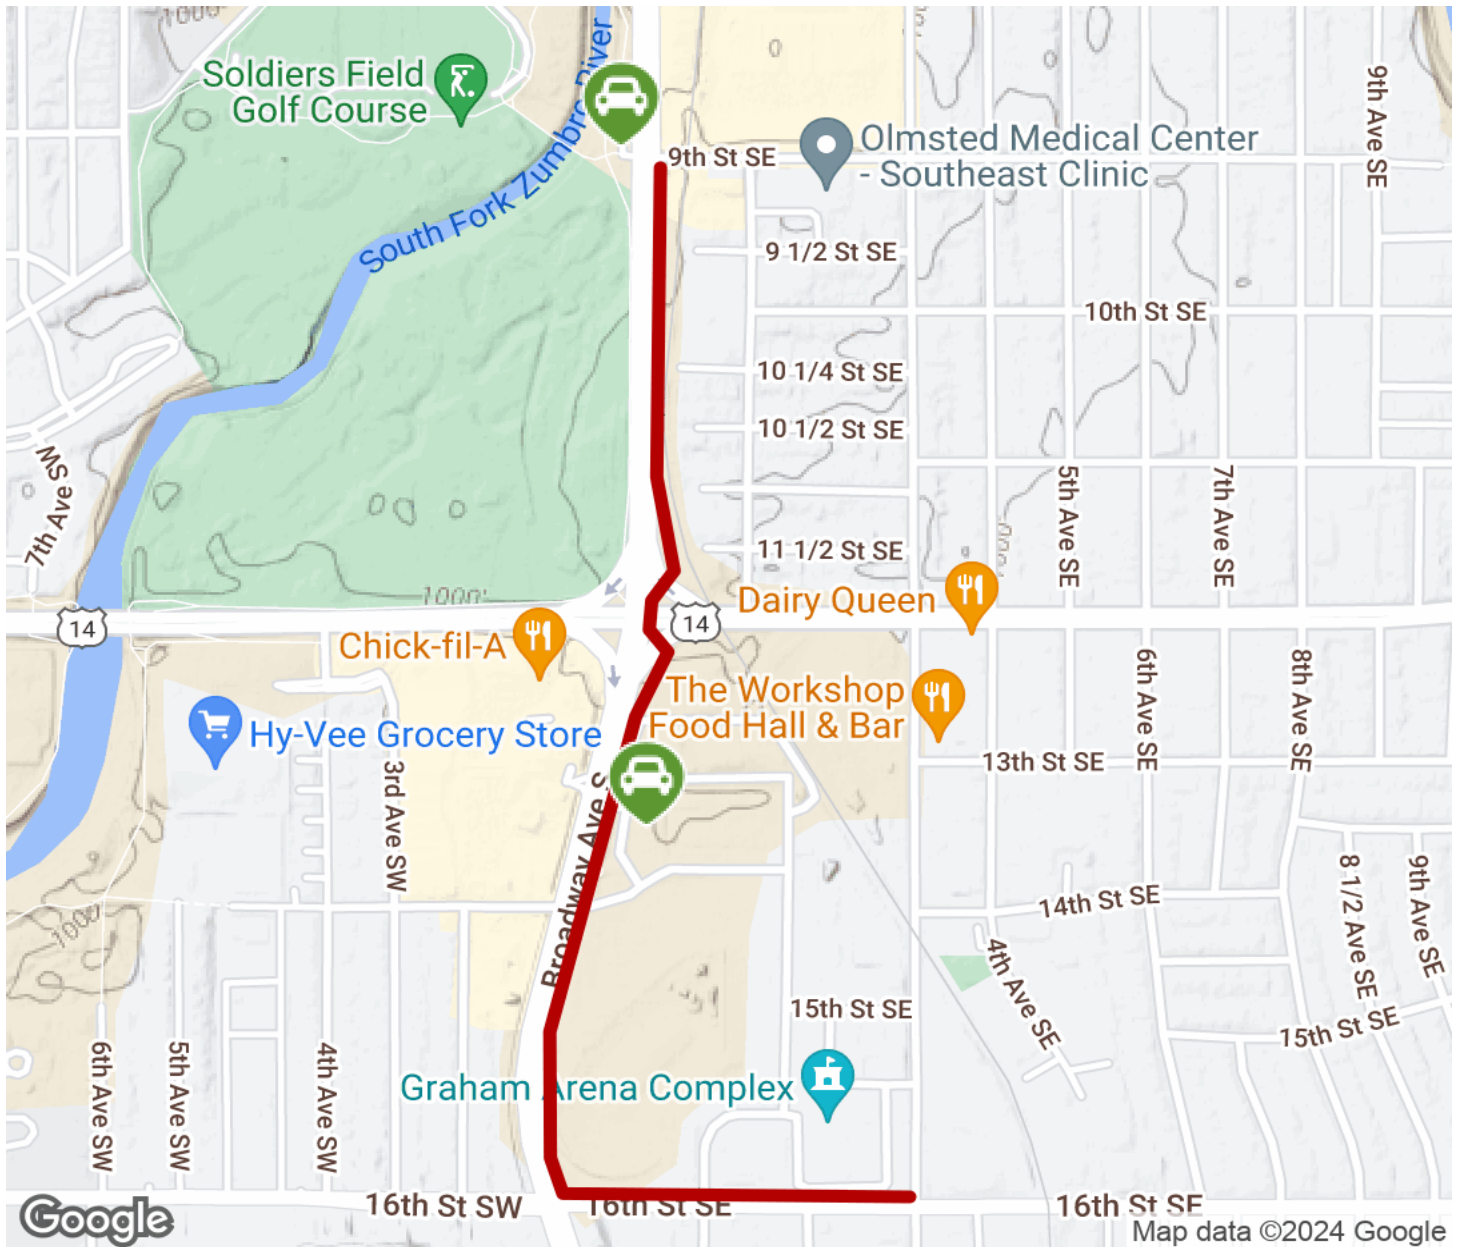 1000'
Soldiers Field
Golf Course
South Fork Zumbro River
9th St SE
Olmsted Medical Center
- Southeast Clinic
9th Ave SE
9 1/2 St SE
10th St SE
10 1/4 St SE
10 1/2 St SE
7th Ave SW
5th Ave SE
7th Ave SE
11 1/2 St SE
1000'
14
14
Dairy Queen
Chick-fil-A
The Workshop
Food Hall & Bar
6th Ave SE
8th Ave SE
Hy-Vee Grocery Store
13th St SE
3rd Ave SW
Broadway Ave S
14th St SE
8 1/2 Ave SE
9th Ave SE
1000'
4th Ave SE
15th St SE
15th St SE
6th Ave SW
5th Ave SW
4th Ave SW
Graham Arena Complex
16th St SW
16th St SE
16th St SE
Google
Map data ©2024 Google